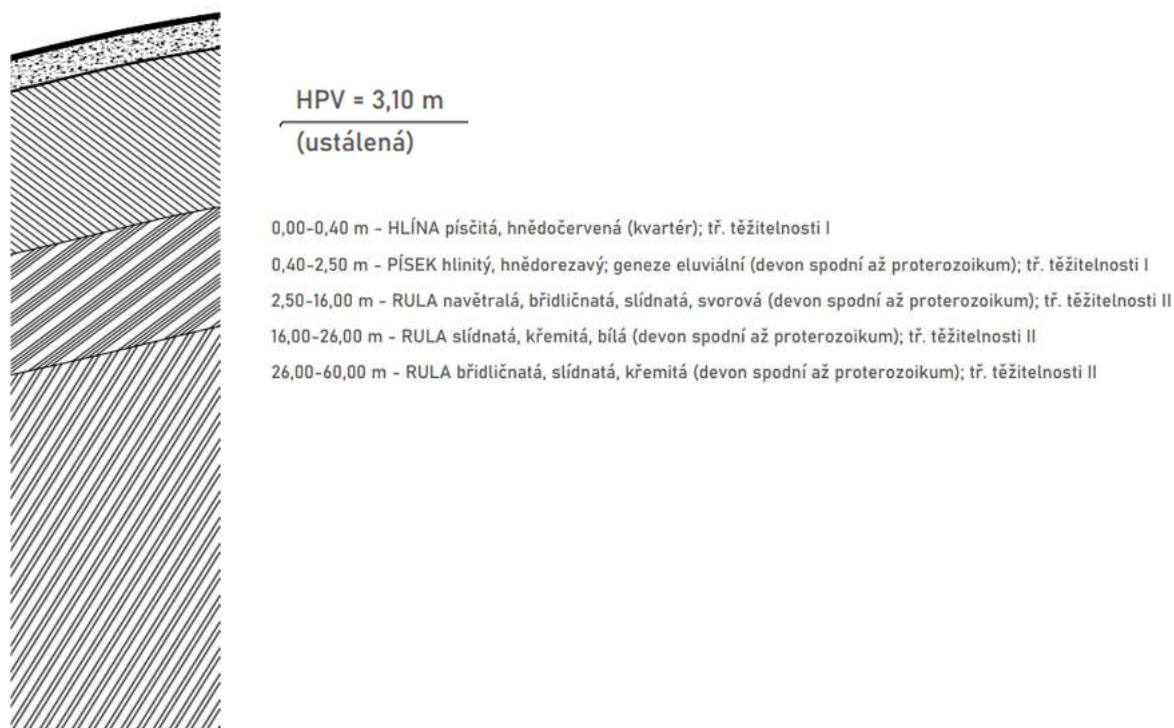 HPV = 3,10 m
(ustálená)
0,00-0,40 m - HLÍNA písčitá, hnědočervená (kvartér); tř. těžitelnosti I
0,40-2,50 m - PÍSEK hlinitý, hnědorezavý; geneze eluviální (devon spodní až proterozoikum); tř. těžitelnosti I
2,50-16,00 m - RULA navětralá, břidličnatá, slídnatá, svorová (devon spodní až proterozoikum); tř. těžitelnosti II
16,00-26,00 m - RULA slídnatá, křemitá, bílá (devon spodní až proterozoikum); tř. těžitelnosti II
26,00-60,00 m - RULA břidličnatá, slídnatá, křemitá (devon spodní až proterozoikum); tř. těžitelnosti II